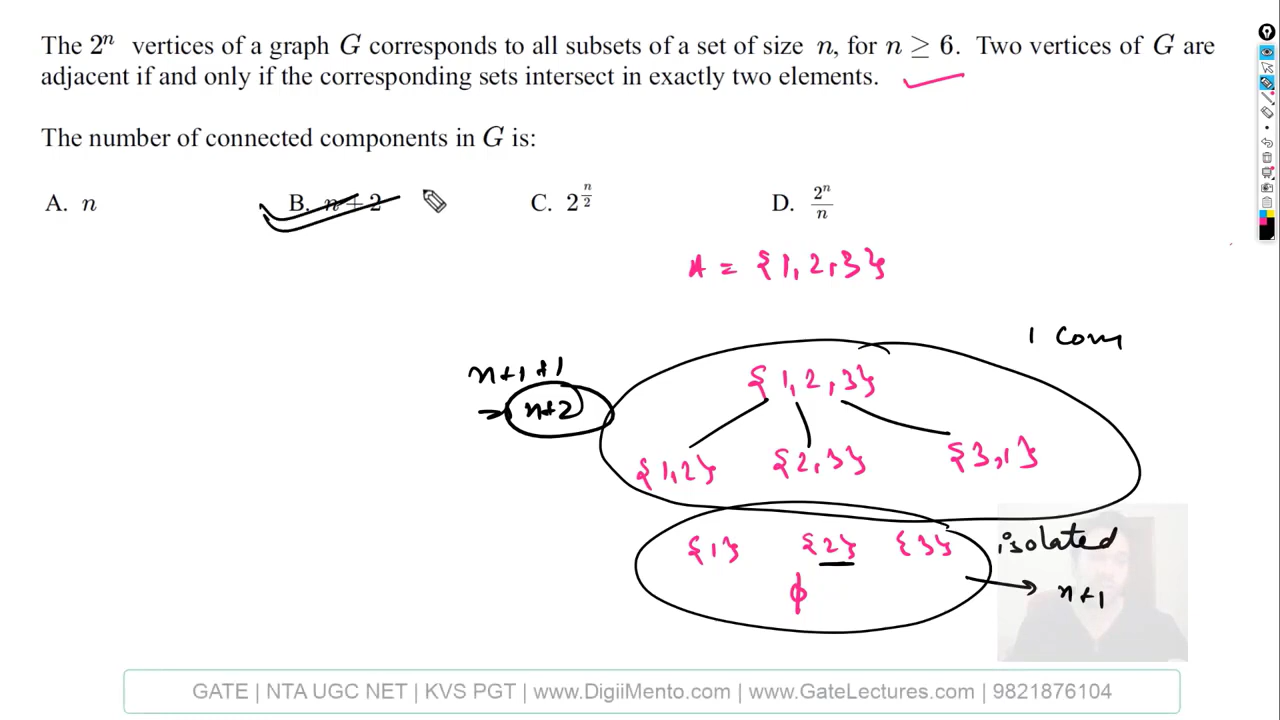 The 2ⁿ vertices of a graph G corresponds to all subsets of a set of size n, for n ≥ 6. Two vertices of G are
adjacent if and only if the corresponding sets intersect in exactly two elements.
The number of connected components in G is:
A. n B. n + 2 C. 2^(n/2) D. 2ⁿ/n
A = {1,2,3}
1 Com
n+1+1
→ n+2
{1,2,3}
{1,2} {2,3} {3,1}
{1} {2} {3} isolated
ϕ → n+1
GATE | NTA UGC NET | KVS PGT | www.DigiiMento.com | www.GateLectures.com | 9821876104